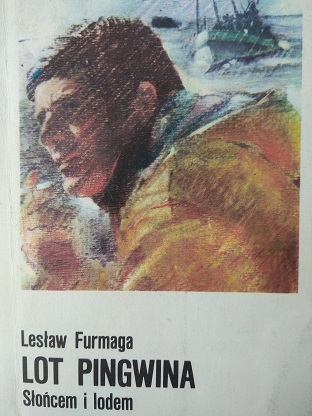 Lesław Furmaga
LOT PINGWINA
Słońcem i lodem